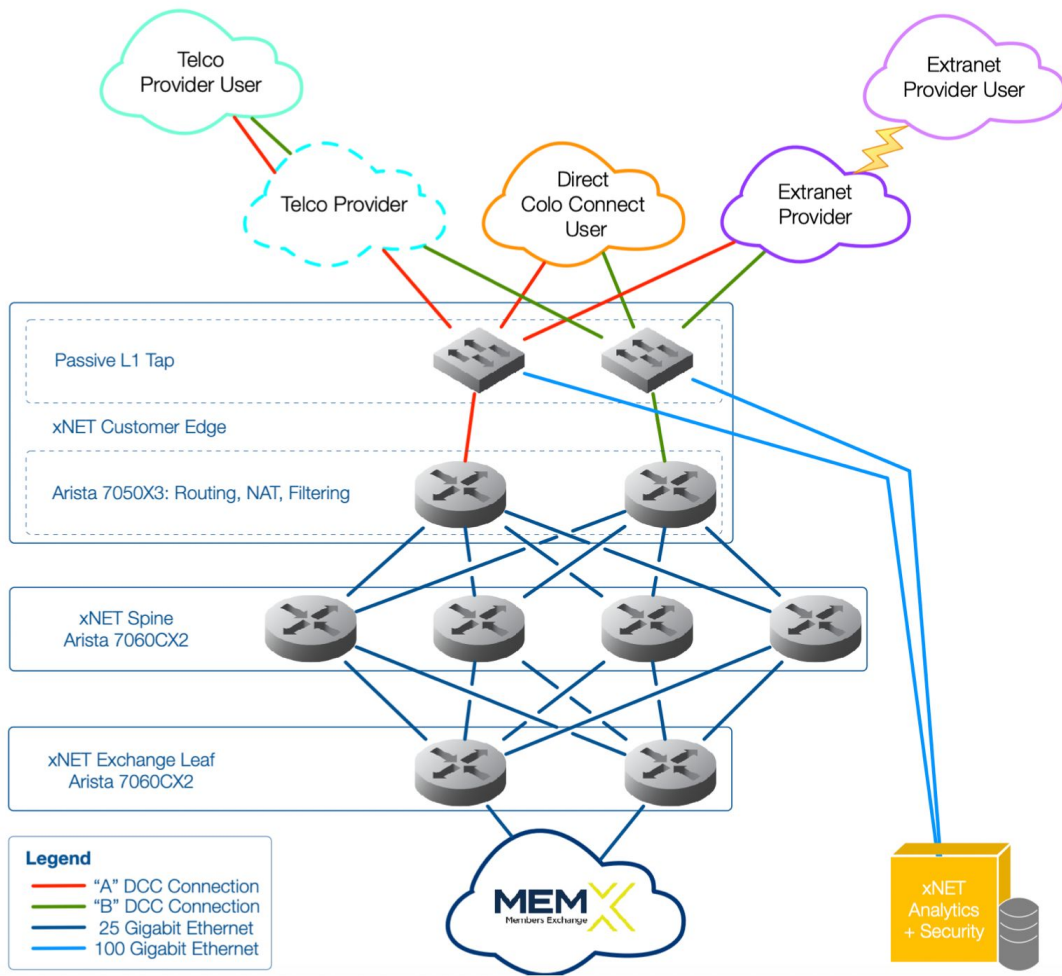 Telco
Provider User
Extranet
Provider User
Telco Provider
Direct
Colo Connect
User
Extranet
Provider
Passive L1 Tap
xNET Customer Edge
Arista 7050X3: Routing, NAT, Filtering
xNET Spine
Arista 7060CX2
xNET Exchange Leaf
Arista 7060CX2
Legend
“A” DCC Connection
“B” DCC Connection
25 Gigabit Ethernet
100 Gigabit Ethernet
MEMX
Members Exchange
xNET
Analytics
+ Security